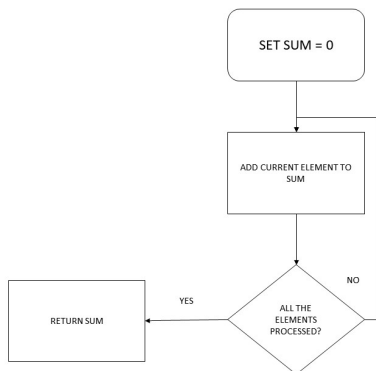 SET SUM = 0
ADD CURRENT ELEMENT TO
SUM
NO
ALL THE
ELEMENTS
PROCESSED?
YES
RETURN SUM